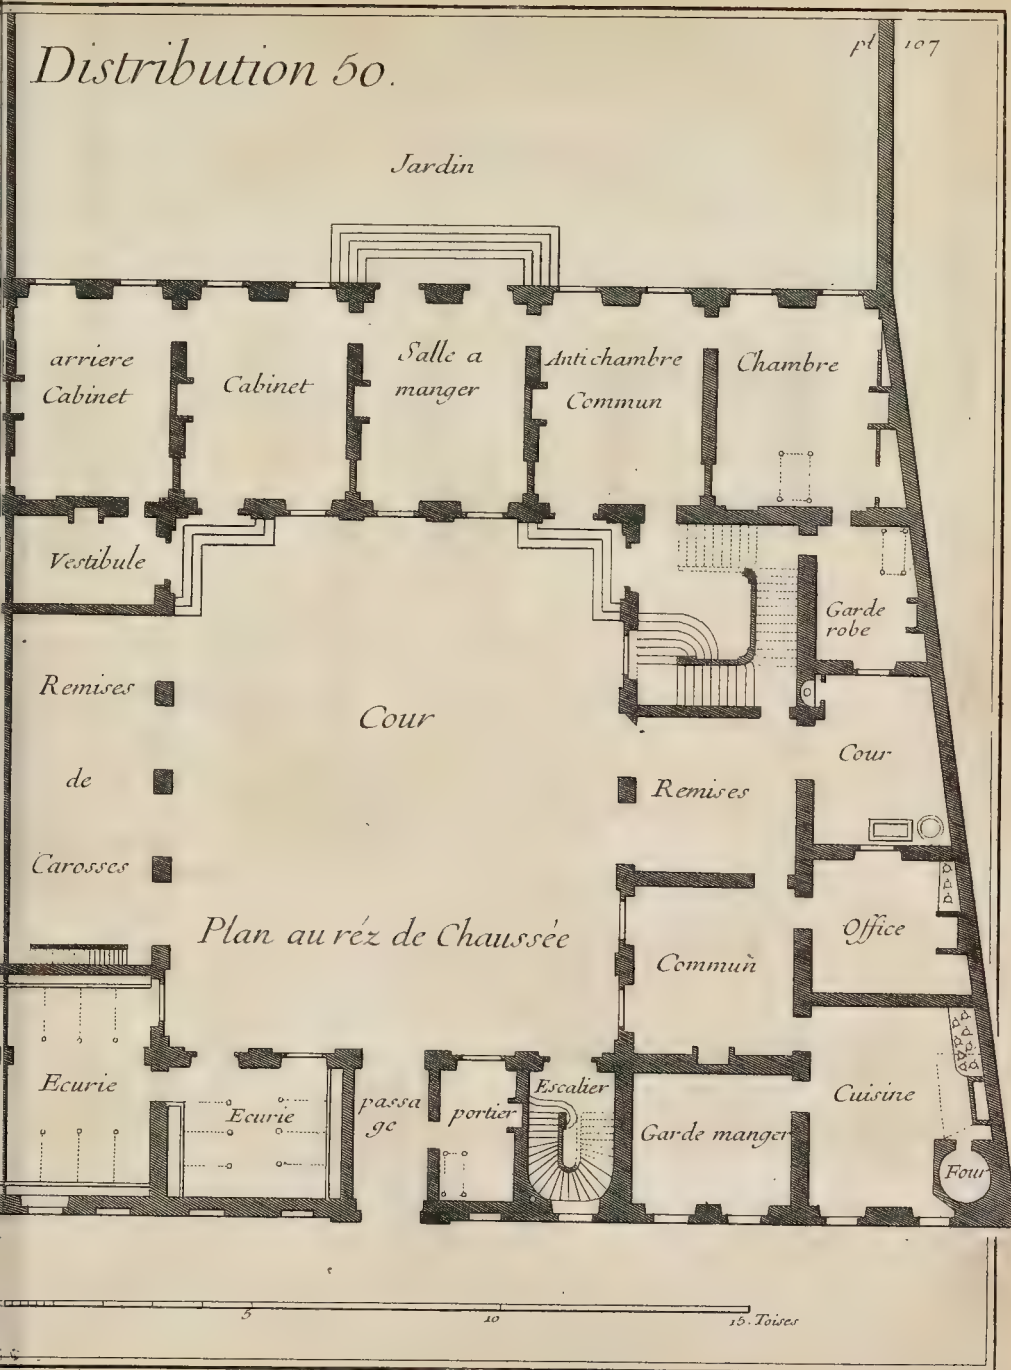 Distribution 50.
pl 107
Jardin
arriere
Cabinet
Cabinet
Salle a
manger
Antichambre
Commun
Chambre
Vestibule
Garde
robe
Remises
de
Carosses
Cour
Remises
Cour
Plan au réz de Chaussée
Commun
Office
Ecurie
Ecurie
passa
ge
portier
Escalier
Garde manger
Cuisine
Four
5
10
15. Toises